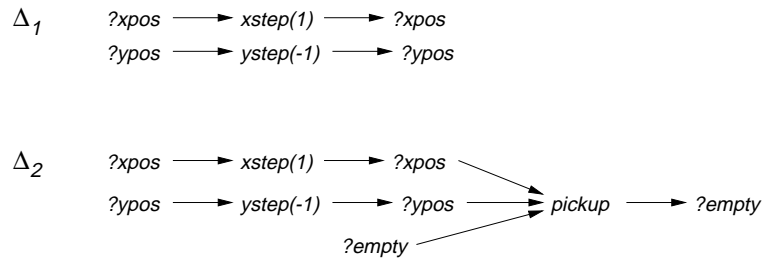 Δ1 ?xpos xstep(1) ?xpos
?ypos ystep(-1) ?ypos
Δ2 ?xpos xstep(1) ?xpos
?ypos ystep(-1) ?ypos pickup ?empty
?empty